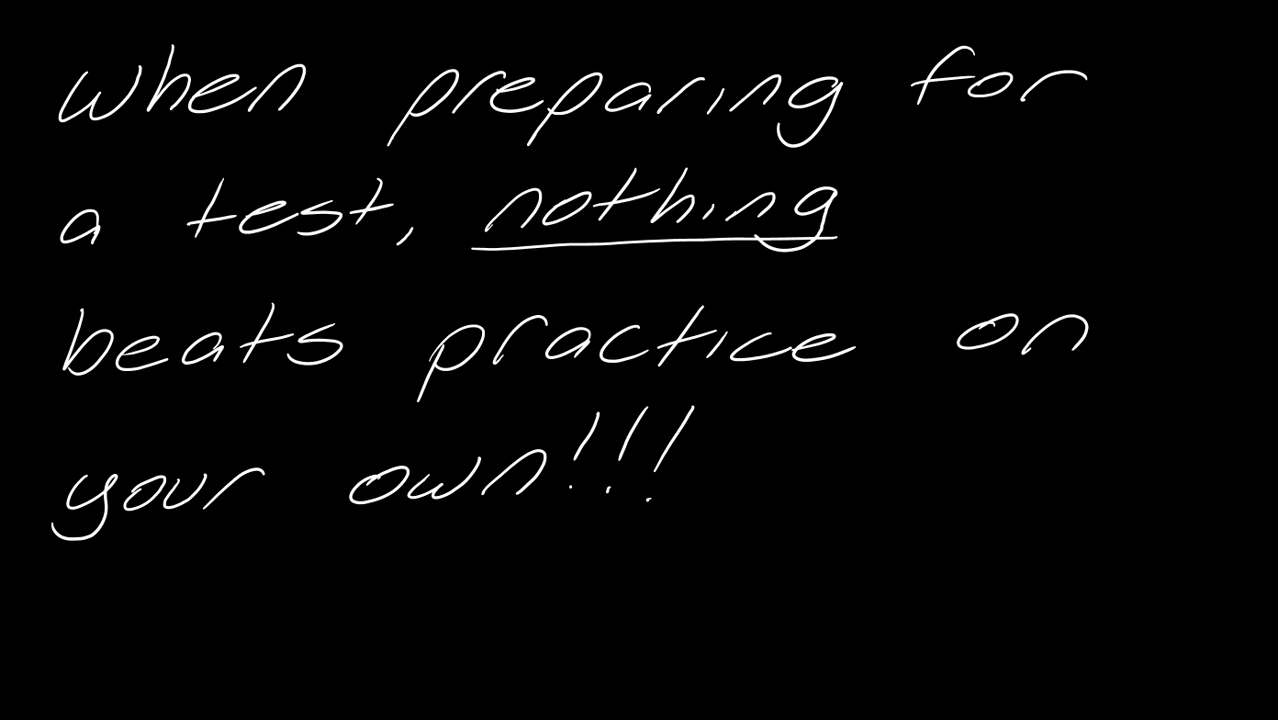 when preparing for
a test, nothing
beats practice on
your own!!!